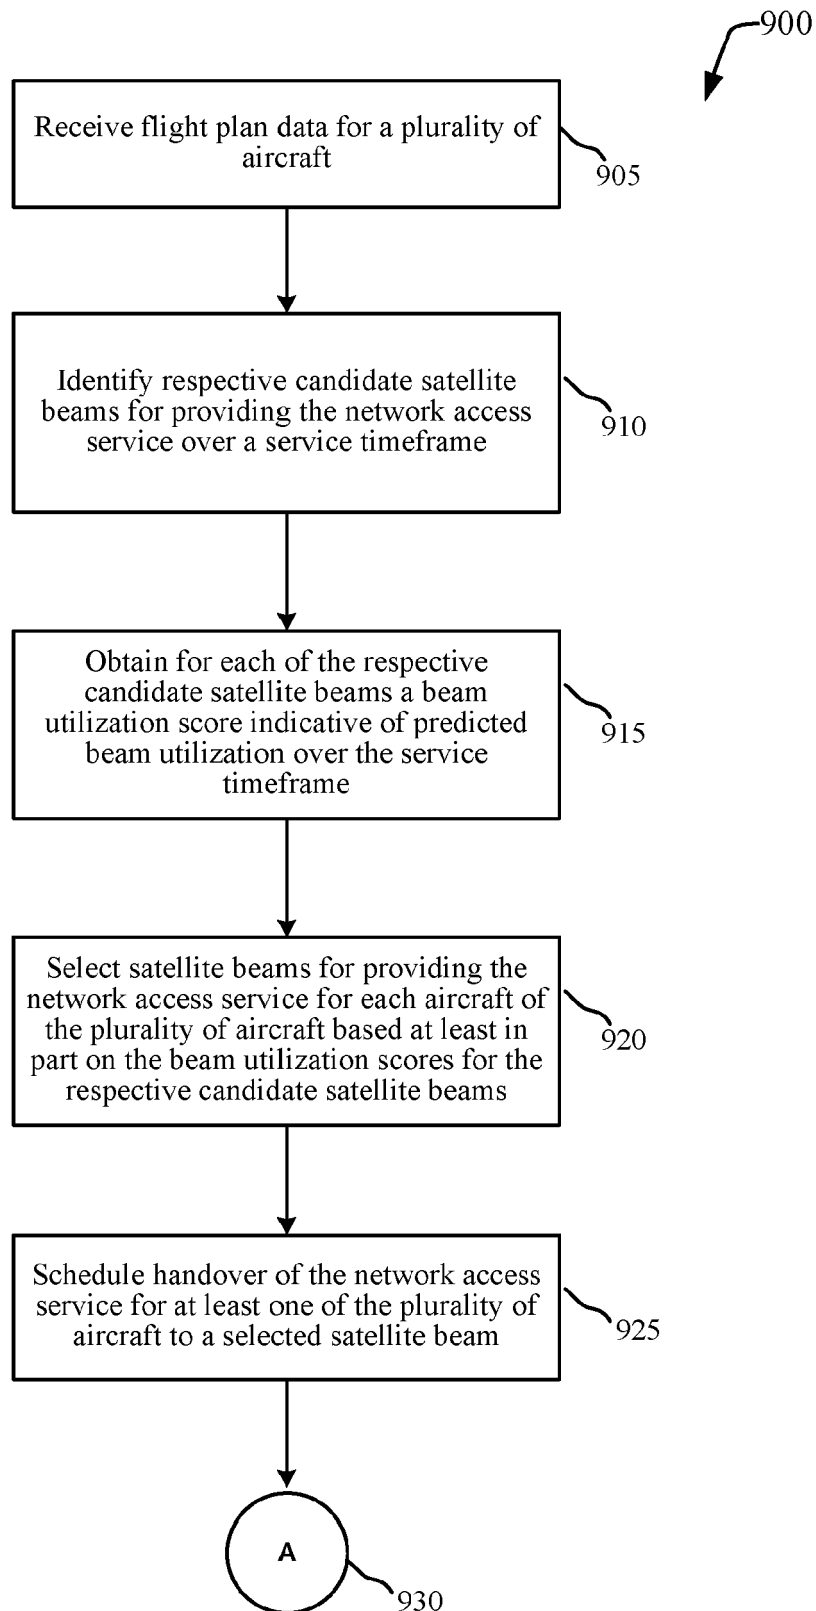 900
Receive flight plan data for a plurality of
aircraft
905
Identify respective candidate satellite
beams for providing the network access
service over a service timeframe
910
Obtain for each of the respective
candidate satellite beams a beam
utilization score indicative of predicted
beam utilization over the service
timeframe
915
Select satellite beams for providing the
network access service for each aircraft of
the plurality of aircraft based at least in
part on the beam utilization scores for the
respective candidate satellite beams
920
Schedule handover of the network access
service for at least one of the plurality of
aircraft to a selected satellite beam
925
A
930